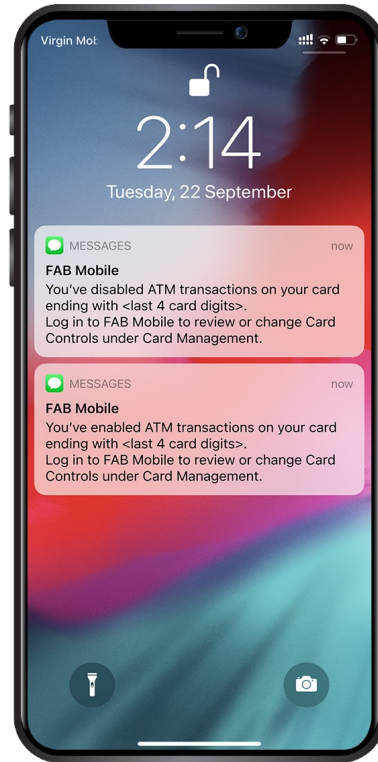 Virgin Mol:
2:14
Tuesday, 22 September
MESSAGES now
FAB Mobile
You've disabled ATM transactions on your card
ending with <last 4 card digits>.
Log in to FAB Mobile to review or change Card
Controls under Card Management.
MESSAGES now
FAB Mobile
You've enabled ATM transactions on your card
ending with <last 4 card digits>.
Log in to FAB Mobile to review or change Card
Controls under Card Management.